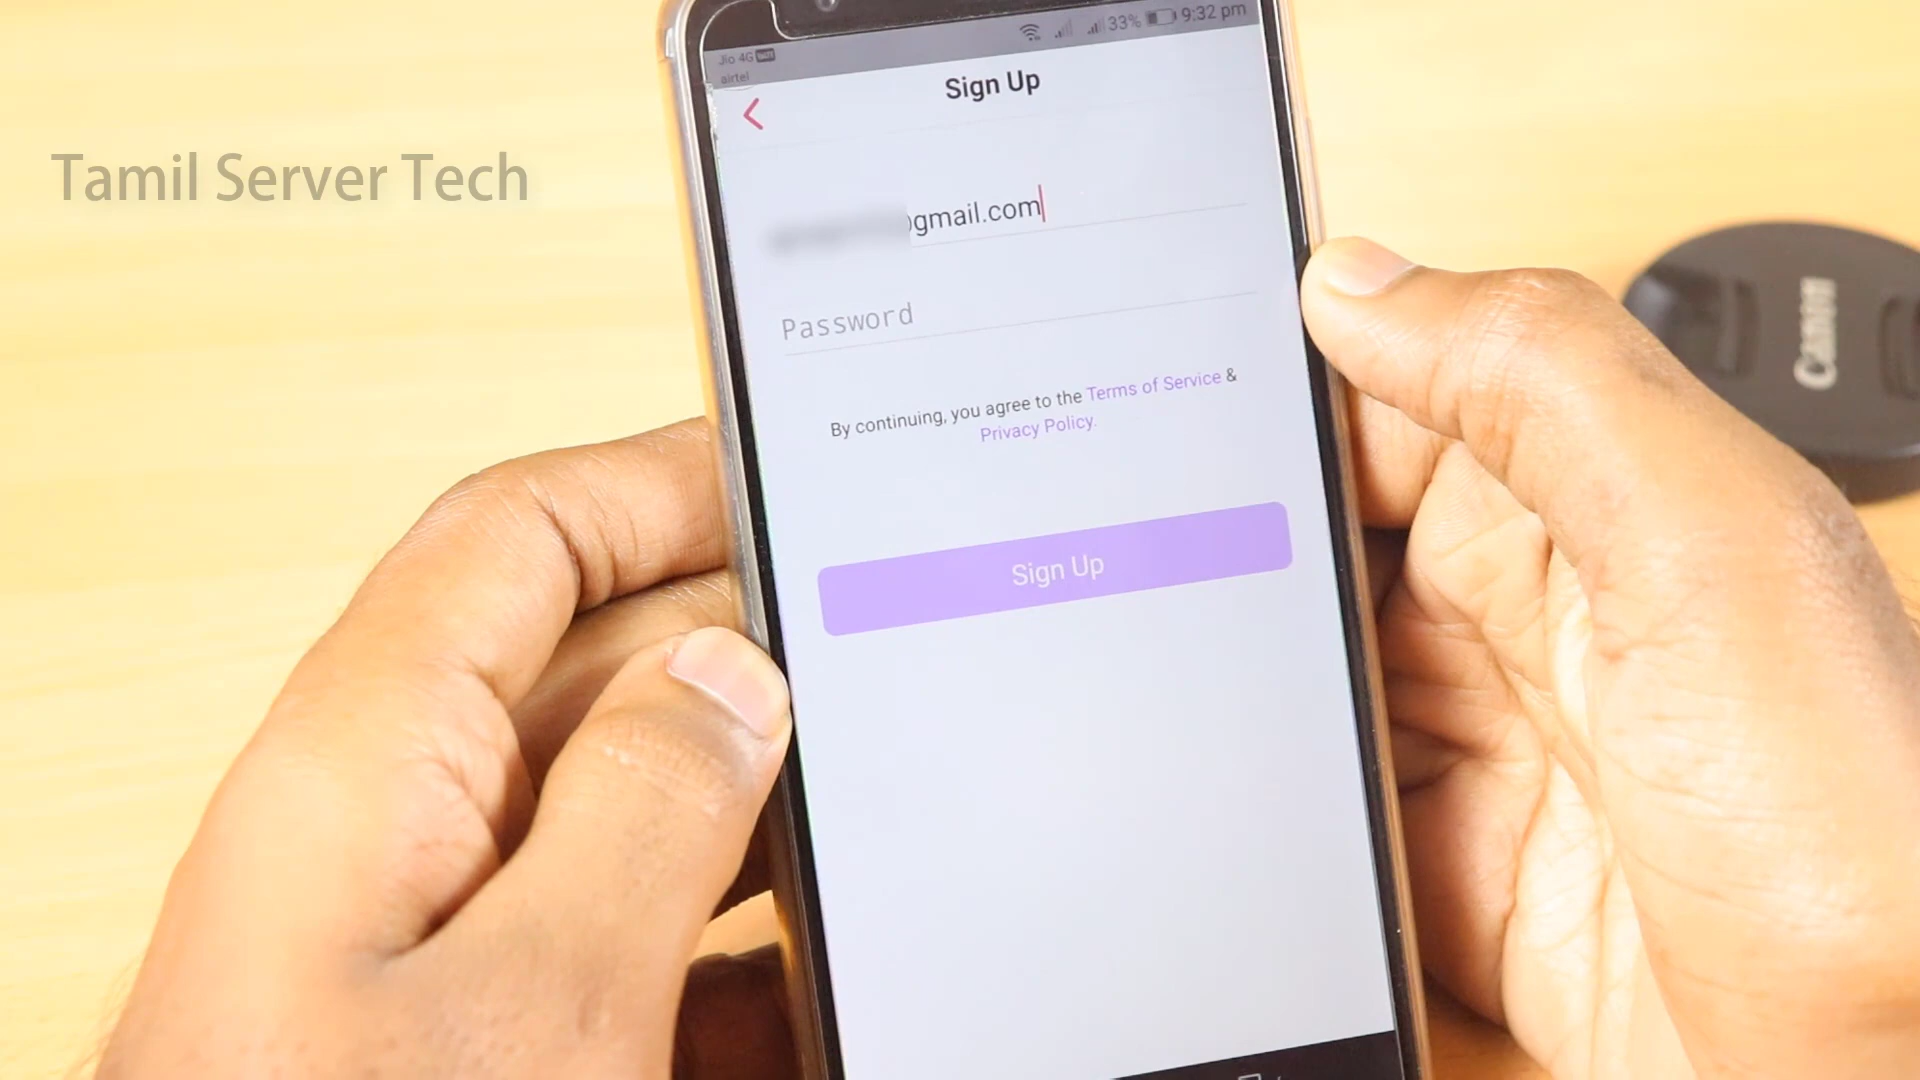 Jio 4G
airtel
33% 9:32 pm
Sign Up
Tamil Server Tech
gmail.com
Password
By continuing, you agree to the Terms of Service &
Privacy Policy.
Sign Up
Canon